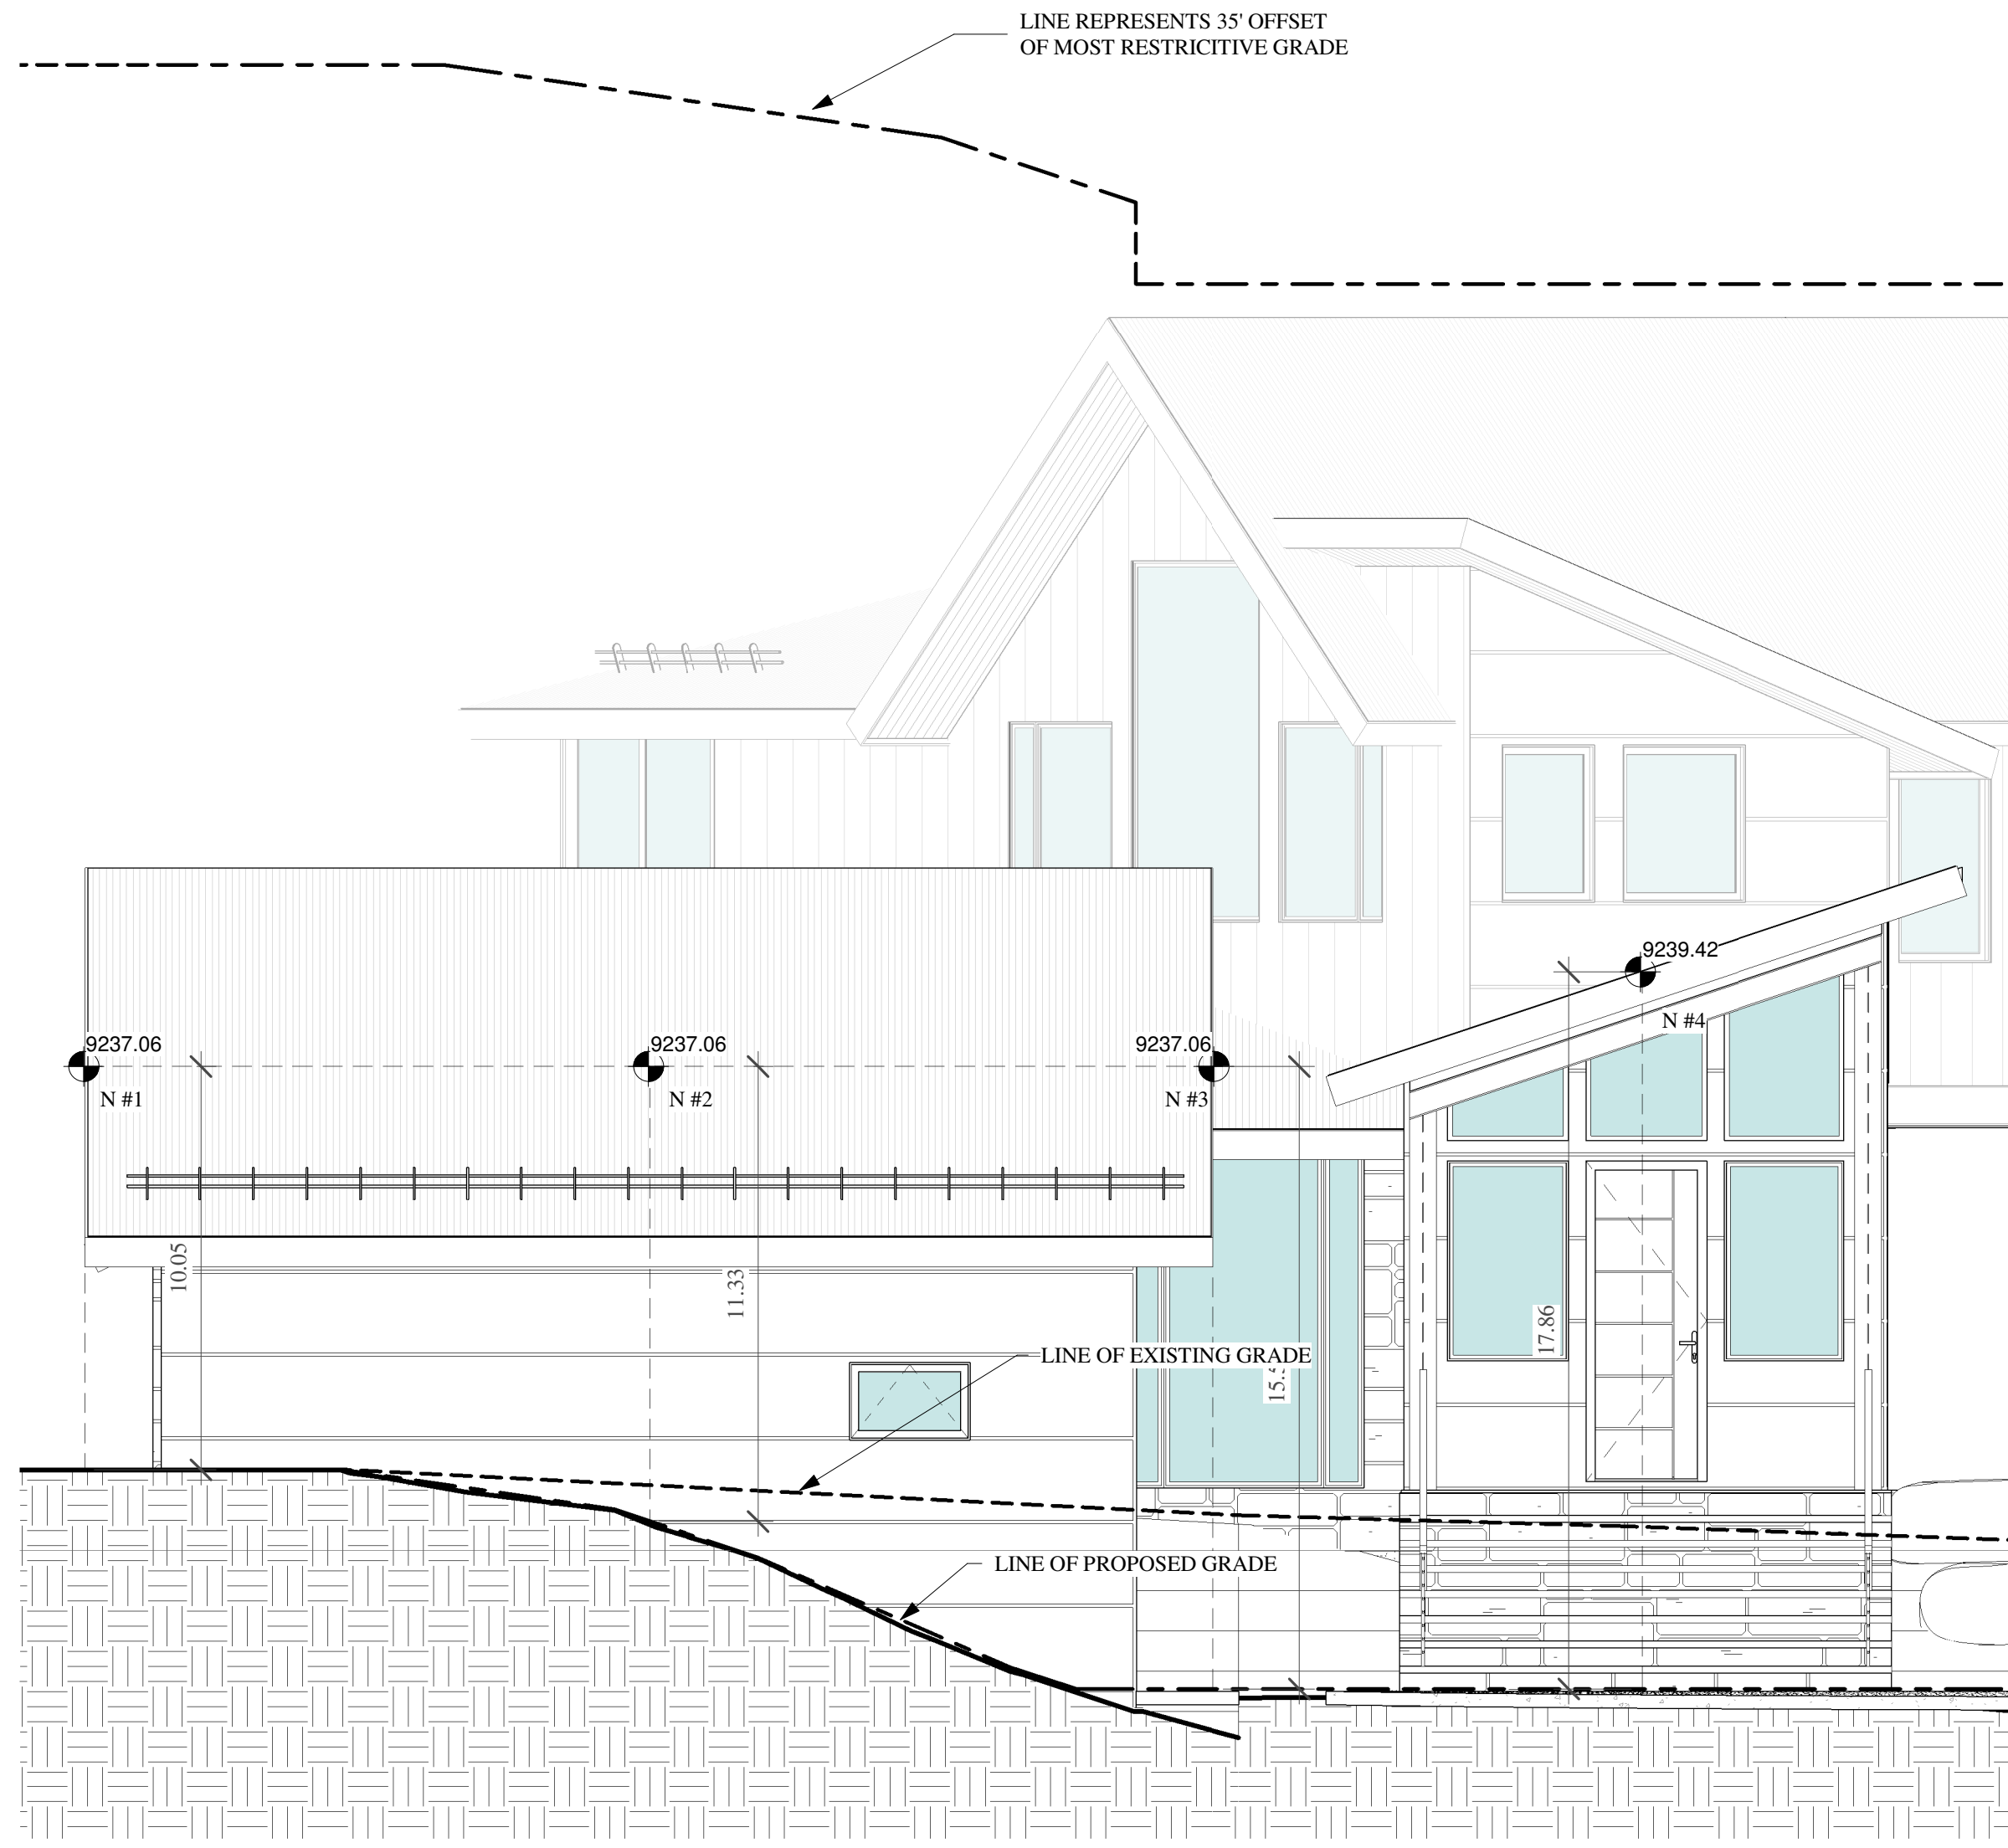 LINE REPRESENTS 35' OFFSET
OF MOST RESTRICITIVE GRADE
9239.42
N #4
9237.06
9237.06
9237.06
N #1
N #2
N #3
10.05
11.33
17.86
LINE OF EXISTING GRADE
LINE OF PROPOSED GRADE